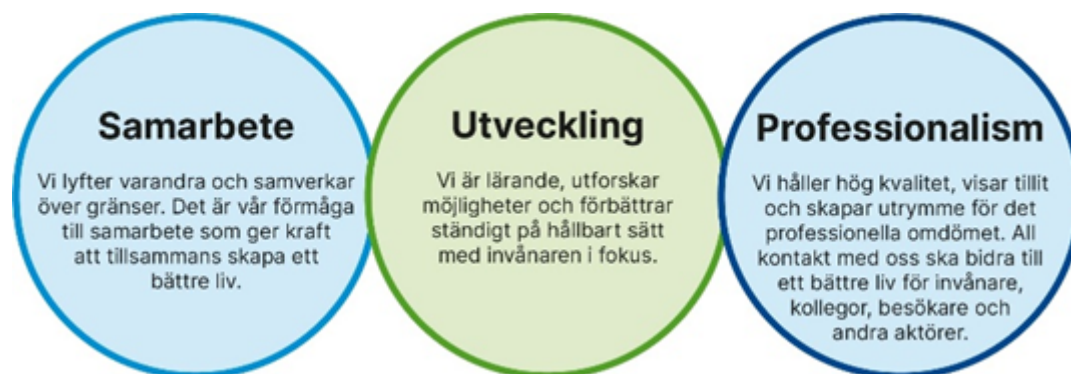 Samarbete
Vi lyfter varandra och samverkar
över gränser. Det är vår förmåga
till samarbete som ger kraft
att tillsammans skapa ett
bättre liv.
Utveckling
Vi är lärande, utforskar
möjligheter och förbättrar
ständigt på hållbart sätt
med invånaren i fokus.
Professionalism
Vi håller hög kvalitet, visar tillit
och skapar utrymme för det
professionella omdömet. All
kontakt med oss ska bidra till
ett bättre liv för invånare,
kollegor, besökare och
andra aktörer.